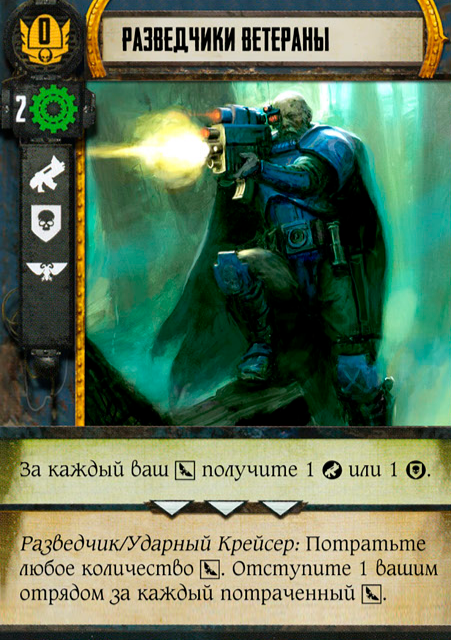 0
РАЗВЕДЧИКИ ВЕТЕРАНЫ
2
За каждый ваш получите 1 или 1 .
Разведчик/Ударный Крейсер: Потратьте
любое количество . Отступите 1 вашим
отрядом за каждый потраченный .